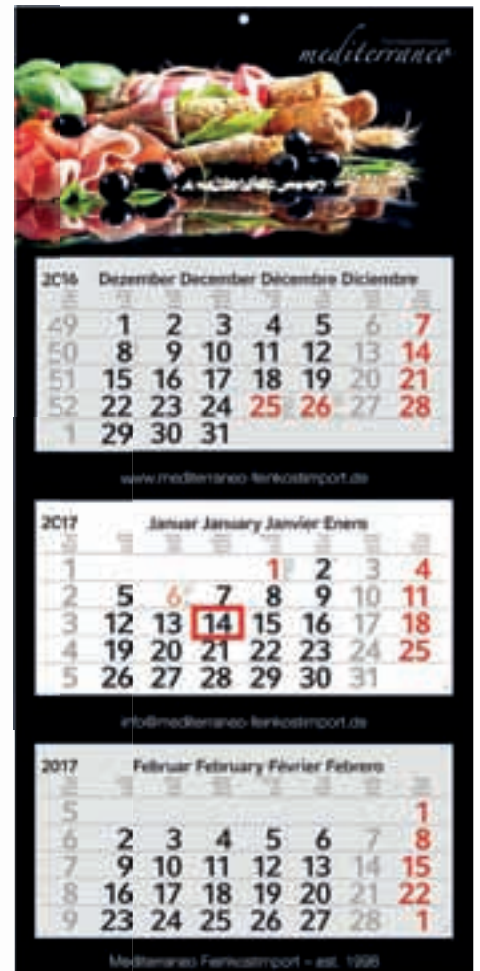 mediterraneo
2016 Dezember December Décembre Diciembre
49 1 2 3 4 5 6 7
50 8 9 10 11 12 13 14
51 15 16 17 18 19 20 21
52 22 23 24 25 26 27 28
1 29 30 31
www.mediterraneo-feinkostimport.de
2017 Januar January Janvier Enero
1 1 2 3 4
2 5 6 7 8 9 10 11
3 12 13 14 15 16 17 18
4 19 20 21 22 23 24 25
5 26 27 28 29 30 31
info@mediterraneo-feinkostimport.de
2017 Februar February Février Febrero
5 1
6 2 3 4 5 6 7 8
7 9 10 11 12 13 14 15
8 16 17 18 19 20 21 22
9 23 24 25 26 27 28 1
Mediterraneo Feinkostimport – est. 1998